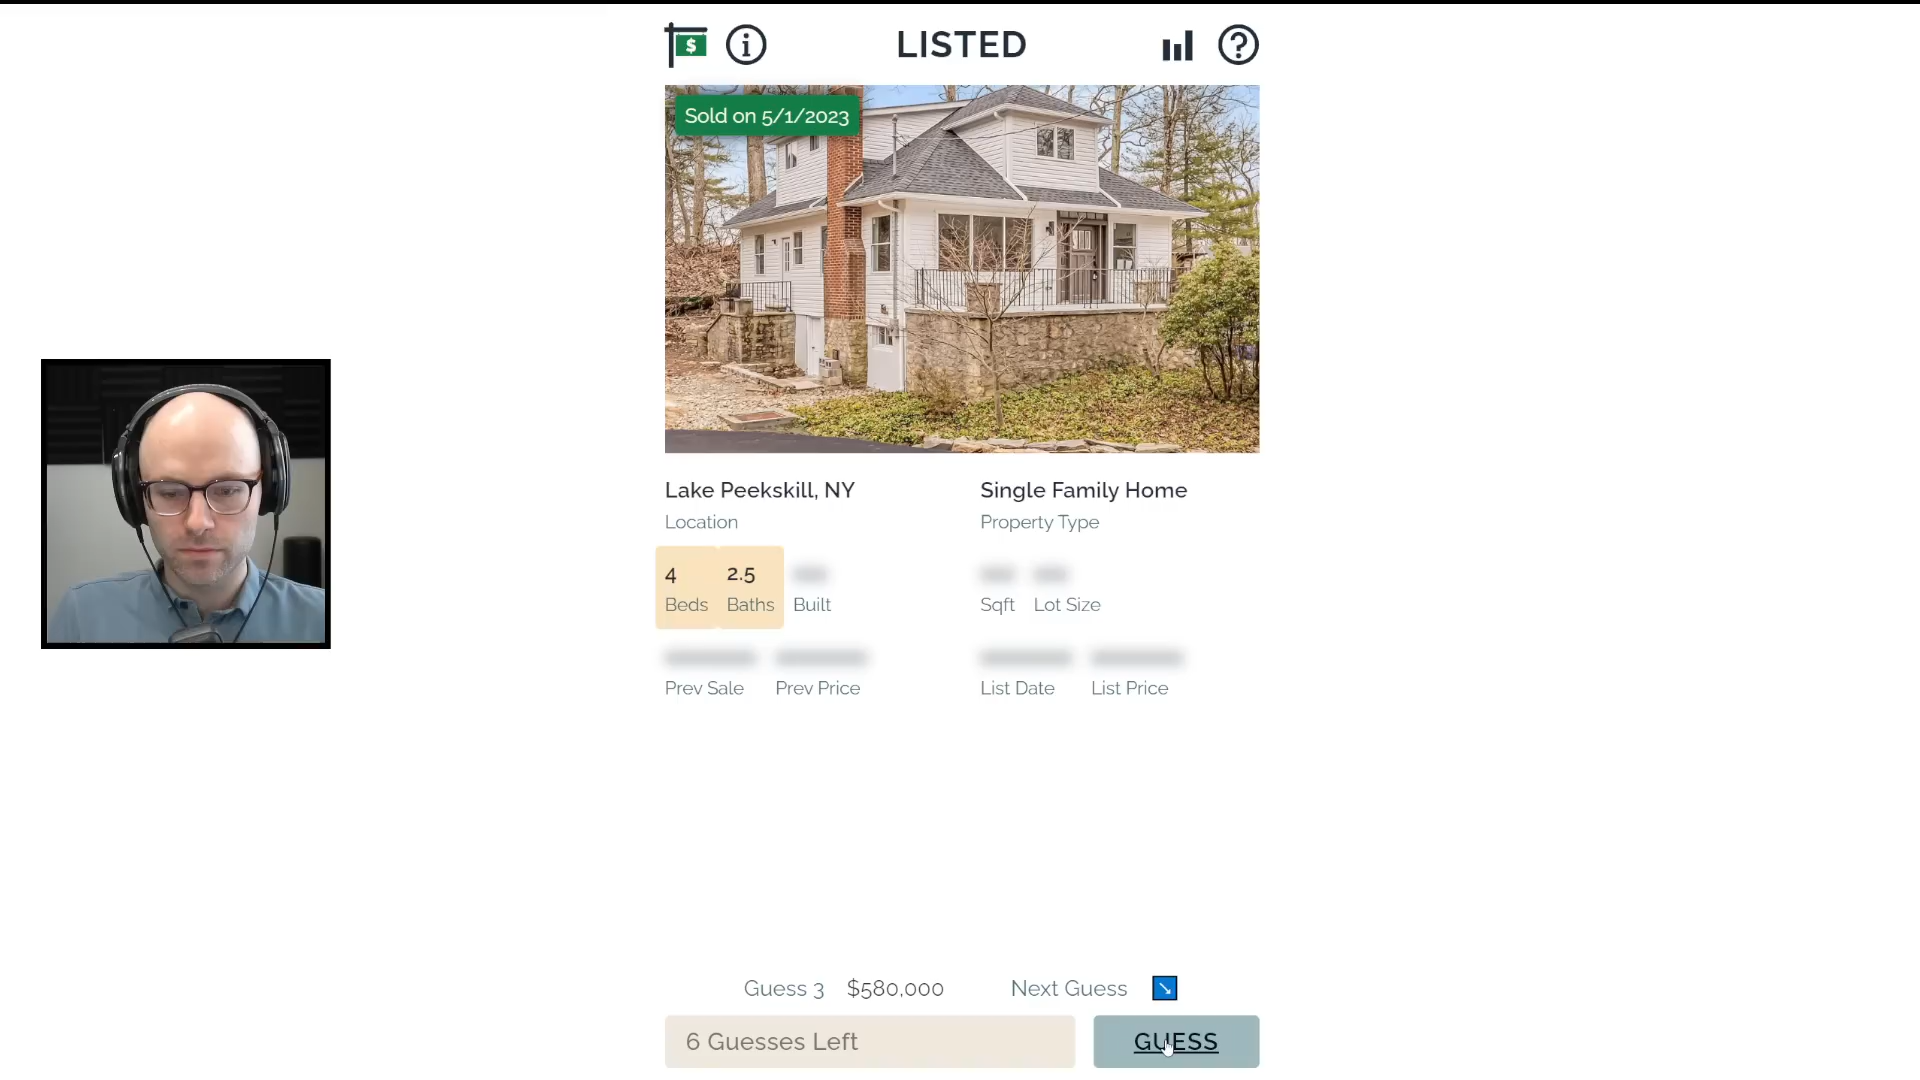 LISTED
Sold on 5/1/2023
Lake Peekskill, NY
Location
Single Family Home
Property Type
4
Beds
2.5
Baths
Built
Sqft
Lot Size
Prev Sale
Prev Price
List Date
List Price
Guess 3 $580,000 Next Guess
6 Guesses Left
GUESS